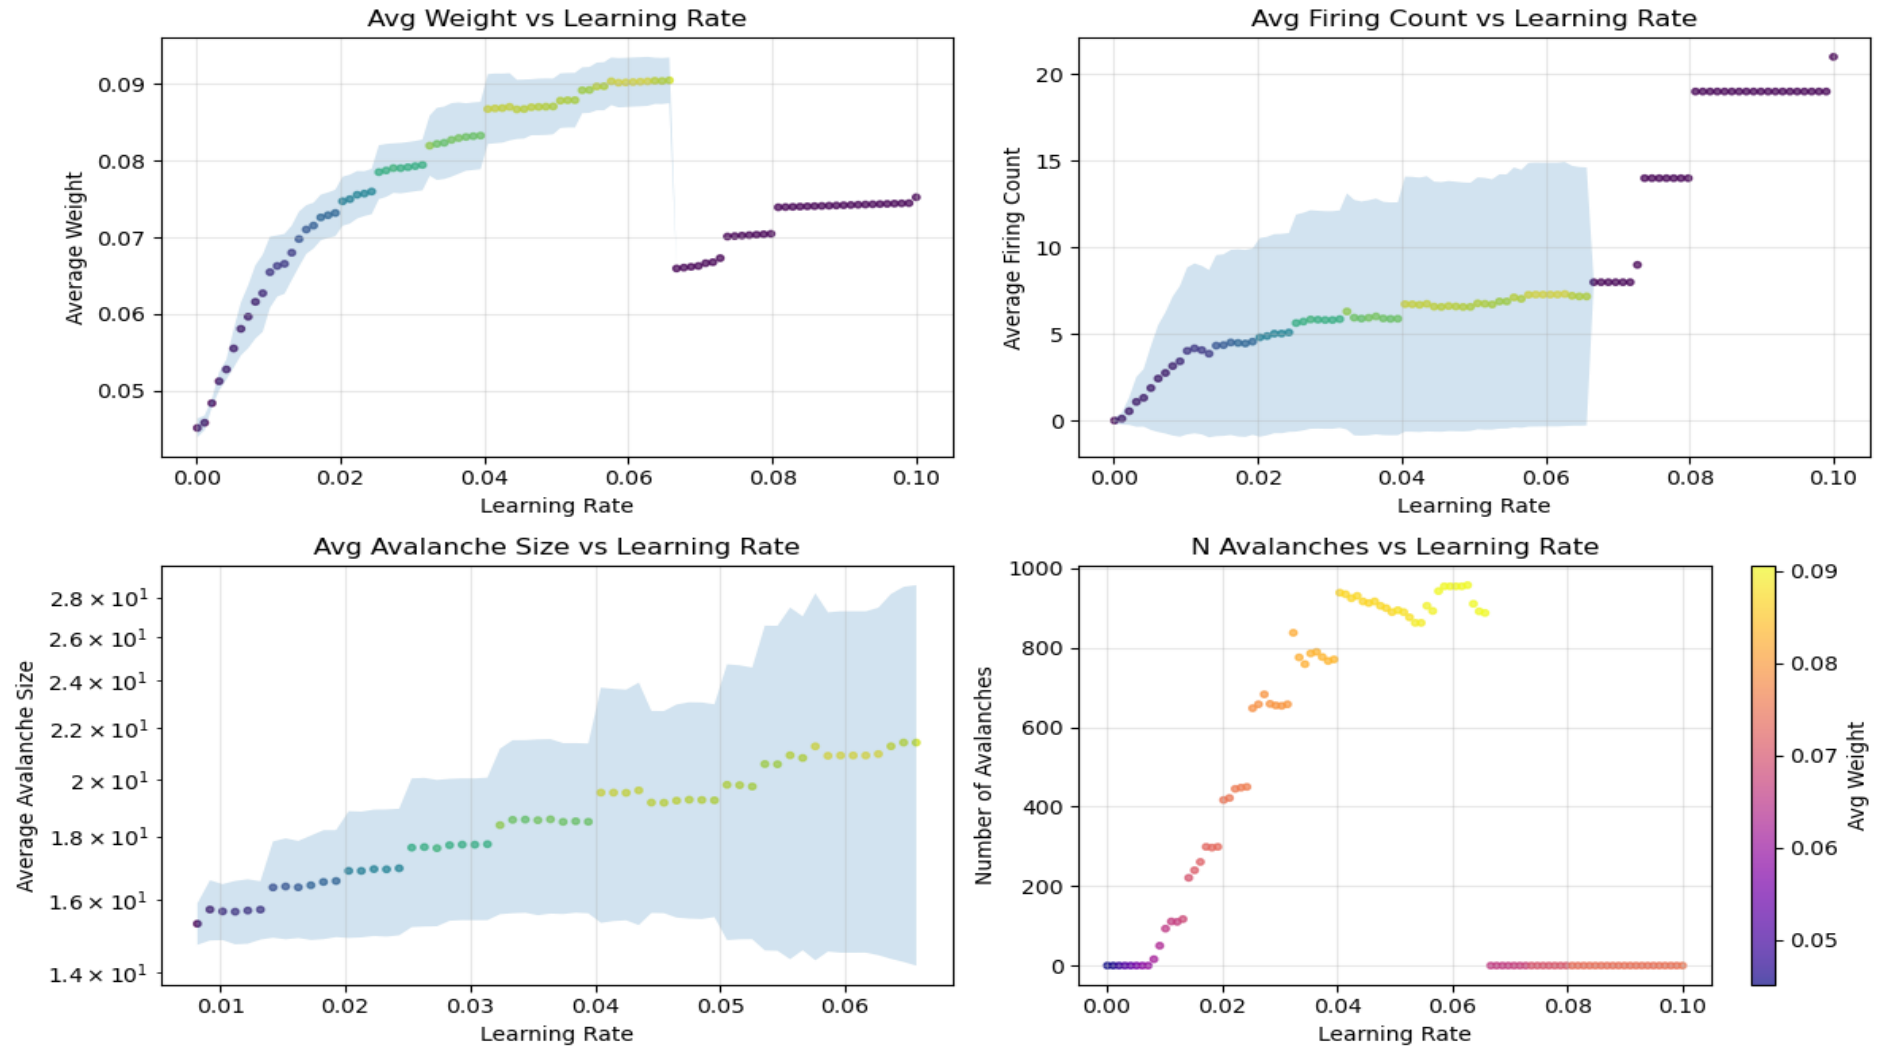 Avg Weight vs Learning Rate
Average Weight
0.09
0.08
0.07
0.06
0.05
0.00 0.02 0.04 0.06 0.08 0.10
Learning Rate
Avg Firing Count vs Learning Rate
Average Firing Count
20
15
10
5
0
0.00 0.02 0.04 0.06 0.08 0.10
Learning Rate
Avg Avalanche Size vs Learning Rate
Average Avalanche Size
2.8 × 10¹
2.6 × 10¹
2.4 × 10¹
2.2 × 10¹
2 × 10¹
1.8 × 10¹
1.6 × 10¹
1.4 × 10¹
0.01 0.02 0.03 0.04 0.05 0.06
Learning Rate
N Avalanches vs Learning Rate
Number of Avalanches
1000
800
600
400
200
0
0.00 0.02 0.04 0.06 0.08 0.10
Learning Rate
0.09
0.08
0.07
0.06
0.05
Avg Weight